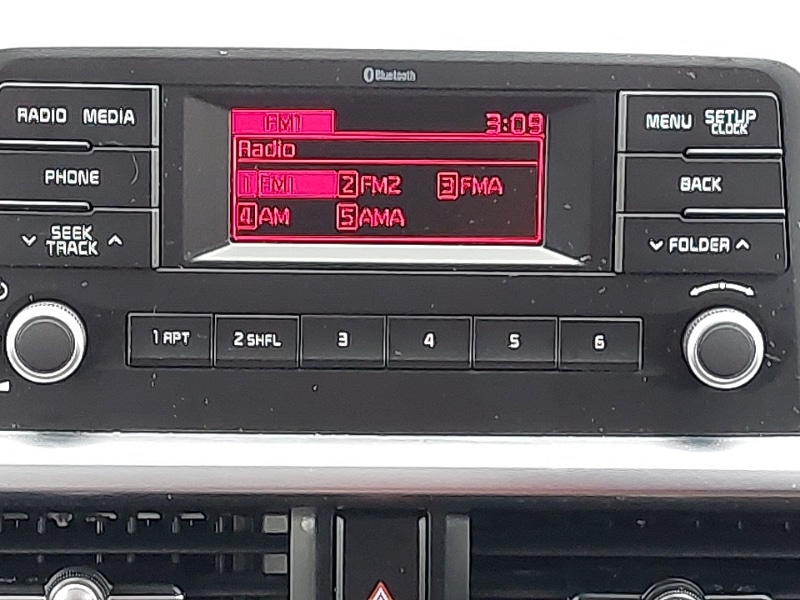 Bluetooth
RADIO MEDIA
PHONE
SEEK
TRACK
FM1 3:09
Radio
1 FM1 2 FM2 3 FMA
4 AM 5 AMA
MENU SETUP
CLOCK
BACK
FOLDER
1 RPT 2 SHFL 3 4 5 6